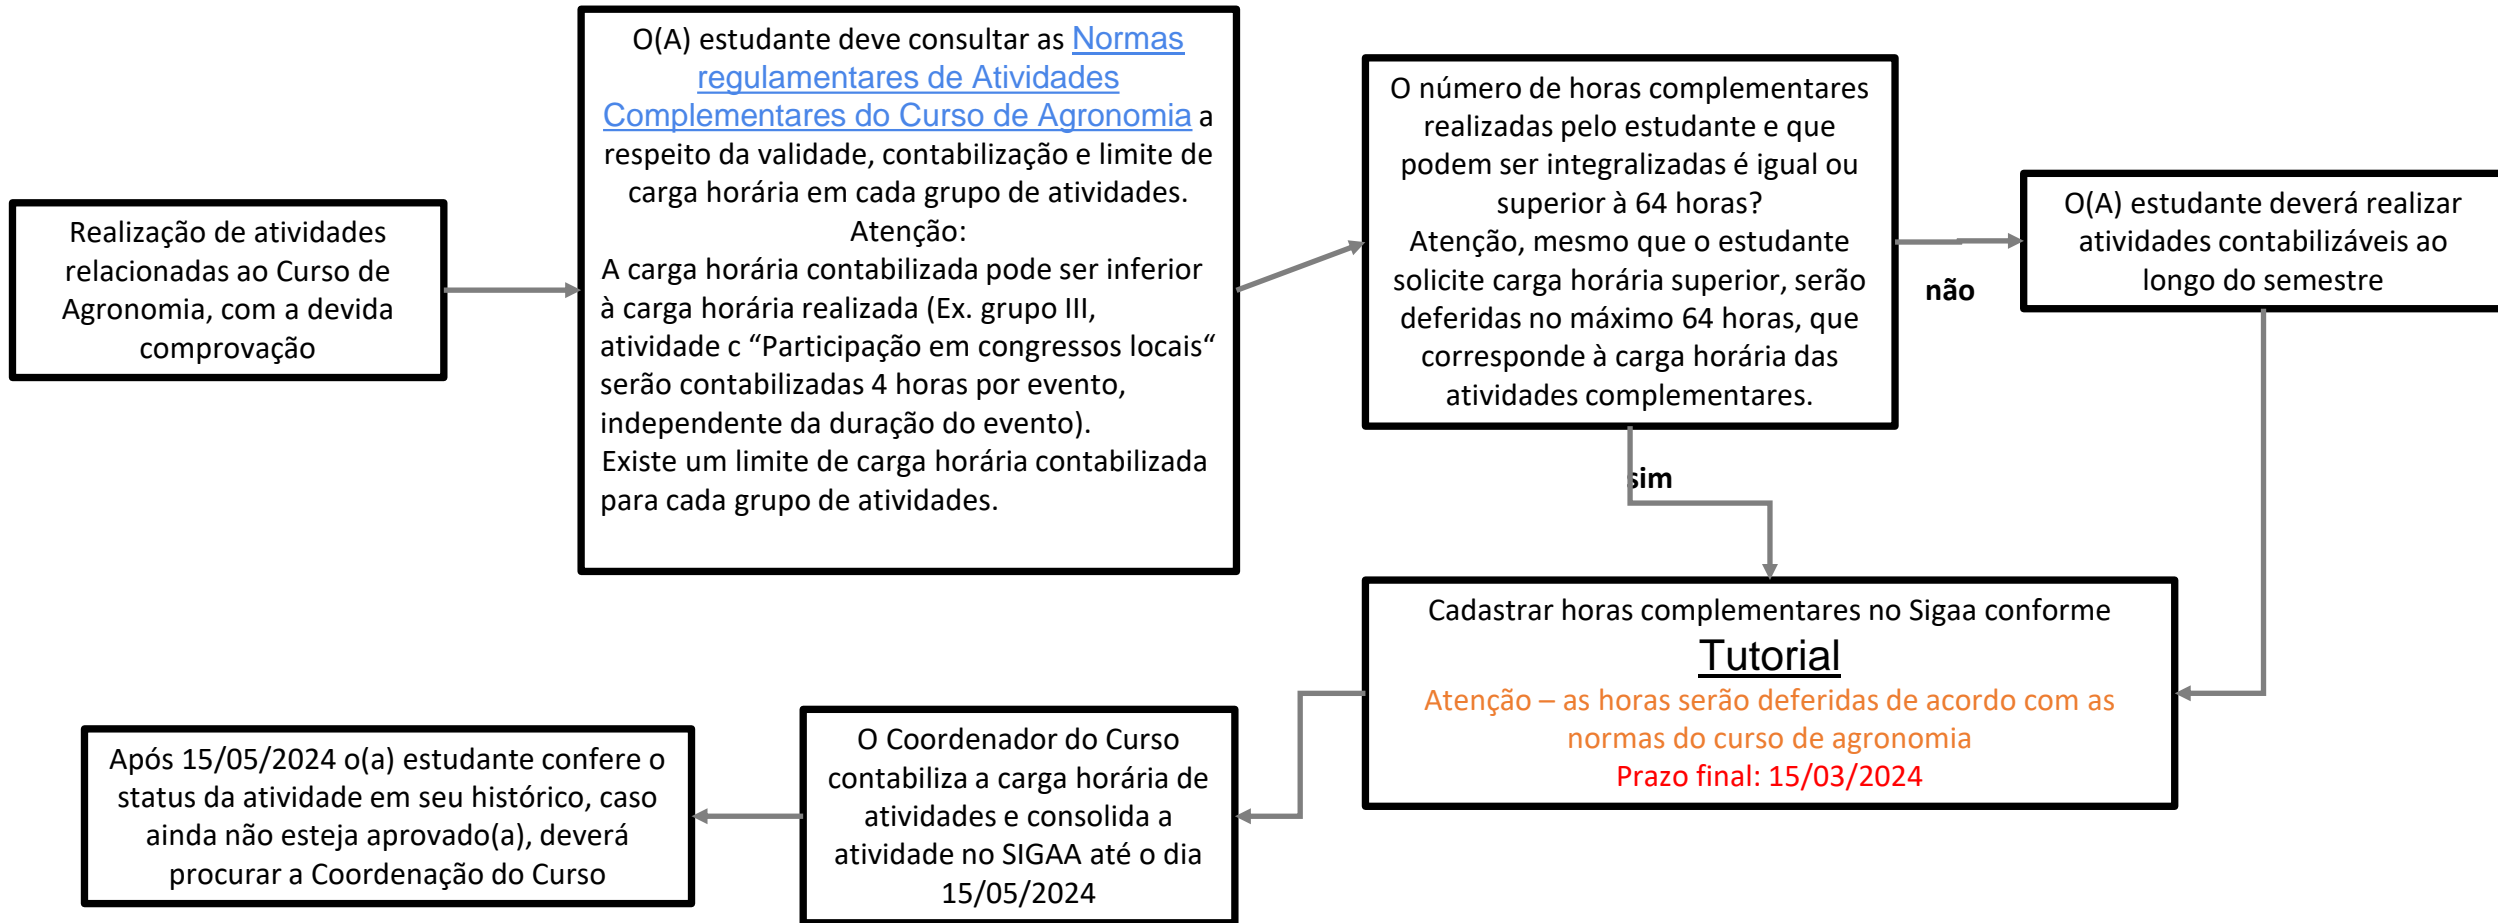 Realização de atividades
relacionadas ao Curso de
Agronomia, com a devida
comprovação
O(A) estudante deve consultar as Normas
regulamentares de Atividades
Complementares do Curso de Agronomia a
respeito da validade, contabilização e limite de
carga horária em cada grupo de atividades.
Atenção:
A carga horária contabilizada pode ser inferior
à carga horária realizada (Ex. grupo III,
atividade c “Participação em congressos locais“
serão contabilizadas 4 horas por evento,
independente da duração do evento).
Existe um limite de carga horária contabilizada
para cada grupo de atividades.
O número de horas complementares
realizadas pelo estudante e que
podem ser integralizadas é igual ou
superior à 64 horas?
Atenção, mesmo que o estudante
solicite carga horária superior, serão
deferidas no máximo 64 horas, que
corresponde à carga horária das
atividades complementares.
não
O(A) estudante deverá realizar
atividades contabilizáveis ao
longo do semestre
sim
Cadastrar horas complementares no Sigaa conforme
Tutorial
Atenção – as horas serão deferidas de acordo com as
normas do curso de agronomia
Prazo final: 15/03/2024
O Coordenador do Curso
contabiliza a carga horária de
atividades e consolida a
atividade no SIGAA até o dia
15/05/2024
Após 15/05/2024 o(a) estudante confere o
status da atividade em seu histórico, caso
ainda não esteja aprovado(a), deverá
procurar a Coordenação do Curso